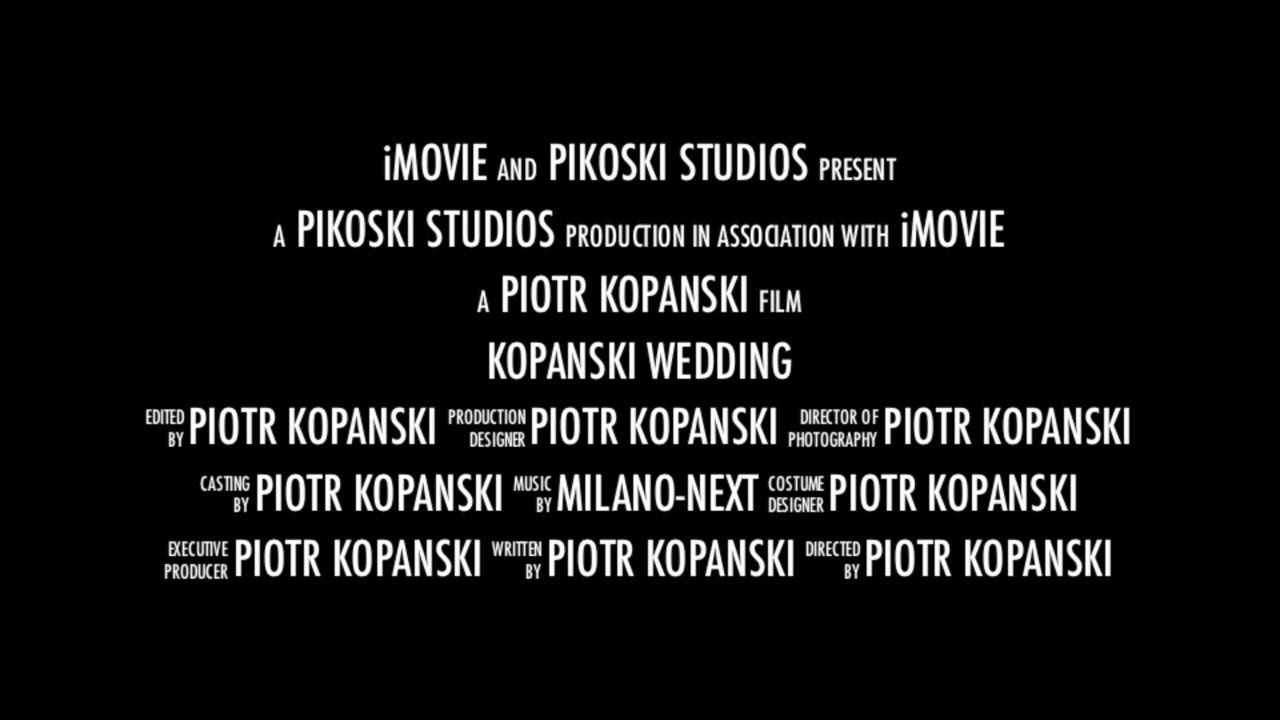 iMOVIE AND PIKOSKI STUDIOS PRESENT
A PIKOSKI STUDIOS PRODUCTION IN ASSOCIATION WITH iMOVIE
A PIOTR KOPANSKI FILM
KOPANSKI WEDDING
EDITED BY PIOTR KOPANSKI PRODUCTION DESIGNER PIOTR KOPANSKI DIRECTOR OF PHOTOGRAPHY PIOTR KOPANSKI
CASTING BY PIOTR KOPANSKI MUSIC BY MILANO-NEXT COSTUME DESIGNER PIOTR KOPANSKI
EXECUTIVE PRODUCER PIOTR KOPANSKI WRITTEN BY PIOTR KOPANSKI DIRECTED BY PIOTR KOPANSKI